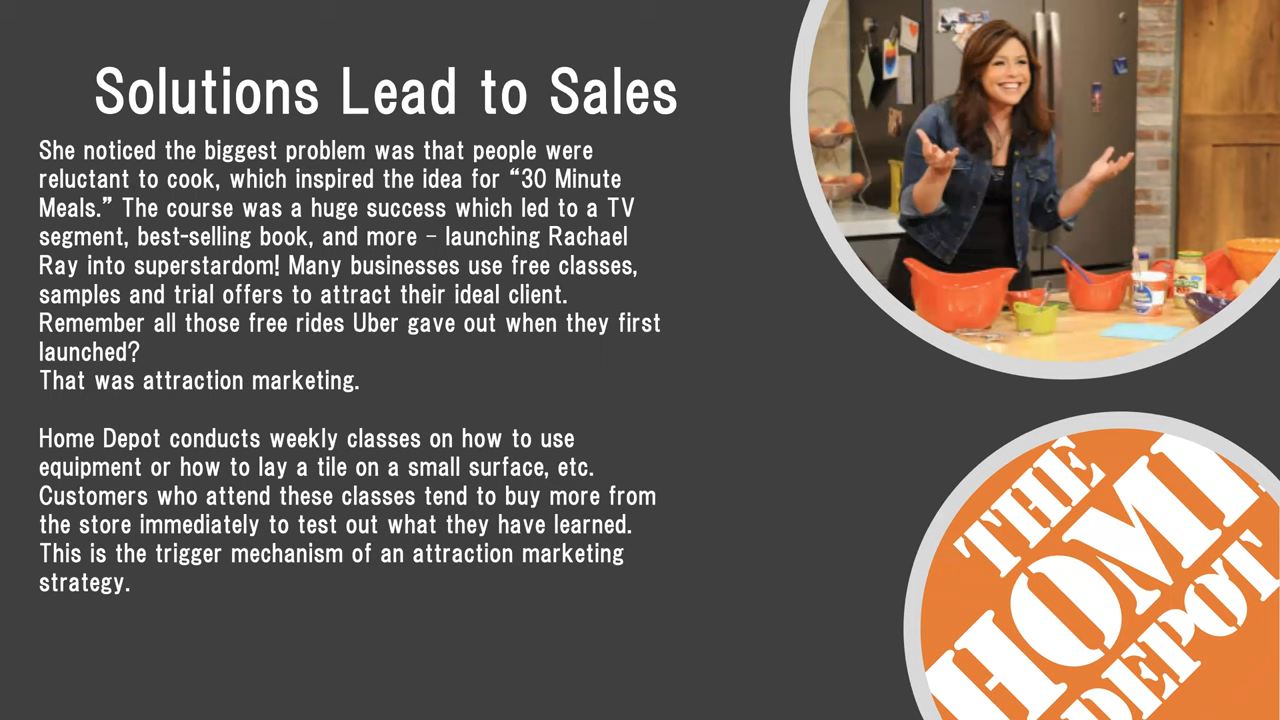 Solutions Lead to Sales
She noticed the biggest problem was that people were
reluctant to cook, which inspired the idea for “30 Minute
Meals.” The course was a huge success which led to a TV
segment, best-selling book, and more – launching Rachael
Ray into superstardom! Many businesses use free classes,
samples and trial offers to attract their ideal client.
Remember all those free rides Uber gave out when they first
launched?
That was attraction marketing.
Home Depot conducts weekly classes on how to use
equipment or how to lay a tile on a small surface, etc.
Customers who attend these classes tend to buy more from
the store immediately to test out what they have learned.
This is the trigger mechanism of an attraction marketing
strategy.
THE
HOME
DEPOT